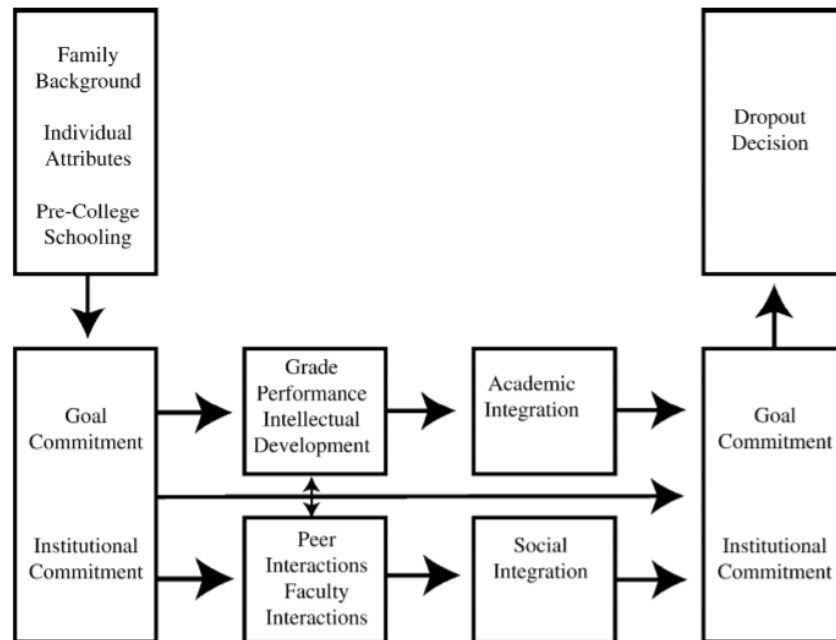 Family
Background
Individual
Attributes
Pre-College
Schooling
Dropout
Decision
Goal
Commitment
Institutional
Commitment
Grade
Performance
Intellectual
Development
Peer
Interactions
Faculty
Interactions
Academic
Integration
Social
Integration
Goal
Commitment
Institutional
Commitment